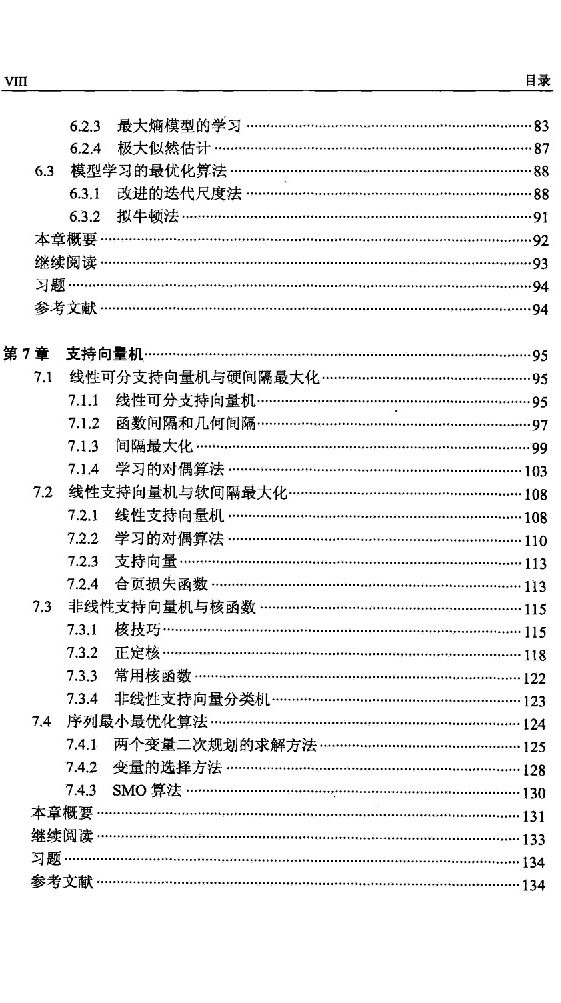 VIII 目录
6.2.3 最大熵模型的学习 83
6.2.4 极大似然估计 87
6.3 模型学习的最优化算法 88
6.3.1 改进的迭代尺度法 88
6.3.2 拟牛顿法 91
本章概要 92
继续阅读 93
习题 94
参考文献 94
第 7 章 支持向量机 95
7.1 线性可分支持向量机与硬间隔最大化 95
7.1.1 线性可分支持向量机 95
7.1.2 函数间隔和几何间隔 97
7.1.3 间隔最大化 99
7.1.4 学习的对偶算法 103
7.2 线性支持向量机与软间隔最大化 108
7.2.1 线性支持向量机 108
7.2.2 学习的对偶算法 110
7.2.3 支持向量 113
7.2.4 合页损失函数 113
7.3 非线性支持向量机与核函数 115
7.3.1 核技巧 115
7.3.2 正定核 118
7.3.3 常用核函数 122
7.3.4 非线性支持向量分类机 123
7.4 序列最小最优化算法 124
7.4.1 两个变量二次规划的求解方法 125
7.4.2 变量的选择方法 128
7.4.3 SMO 算法 130
本章概要 131
继续阅读 133
习题 134
参考文献 134